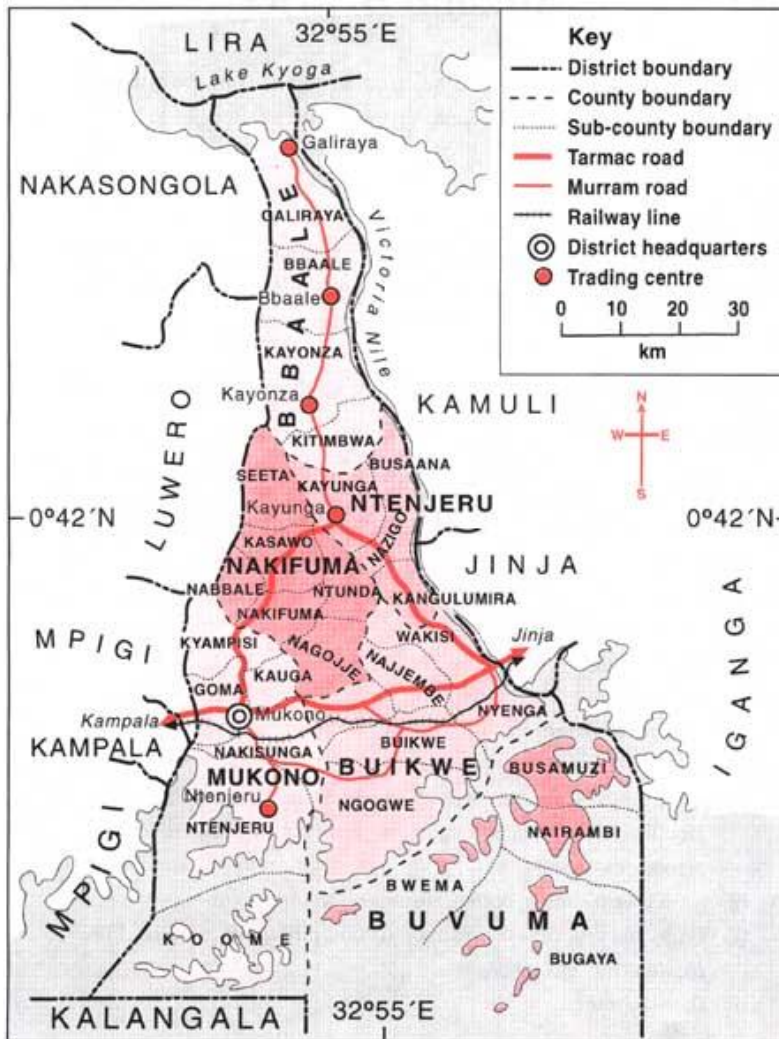 32°55´E
LIRA
Lake Kyoga
Galiraya
NAKASONGOLA
GALIRAYA
Victoria Nile
BBAALE
BBAALE
Bbaale
KAYONZA
Kayonza
KAMULI
LUWERO
KITIMBWA
BUSAANA
SEETA
KAYUNGA
Kayunga
NTENJERU
0°42´N
0°42´N
KASAWO
NAZIGO
NAKIFUMA
JINJA
NABBALE
NTUNDA
KANGULUMIRA
NAKIFUMA
WAKISI
MPIGI
KYAMPISI
NAGOJJE
NAJJEMBE
Jinja
IGANGA
GOMA
KAUGA
NYENGA
Kampala
Mukono
KAMPALA
NAKISUNGA
BUIKWE
MUKONO
BUIKWE
BUSAMUZI
Ntenjeru
NTENJERU
NGOGWE
NAIRAMBI
MPIGI
BWEMA
BUVUMA
KOOME
BUGAYA
KALANGALA
32°55´E
Key
District boundary
County boundary
Sub-county boundary
Tarmac road
Murram road
Railway line
District headquarters
Trading centre
0 10 20 30
km
N
W E
S